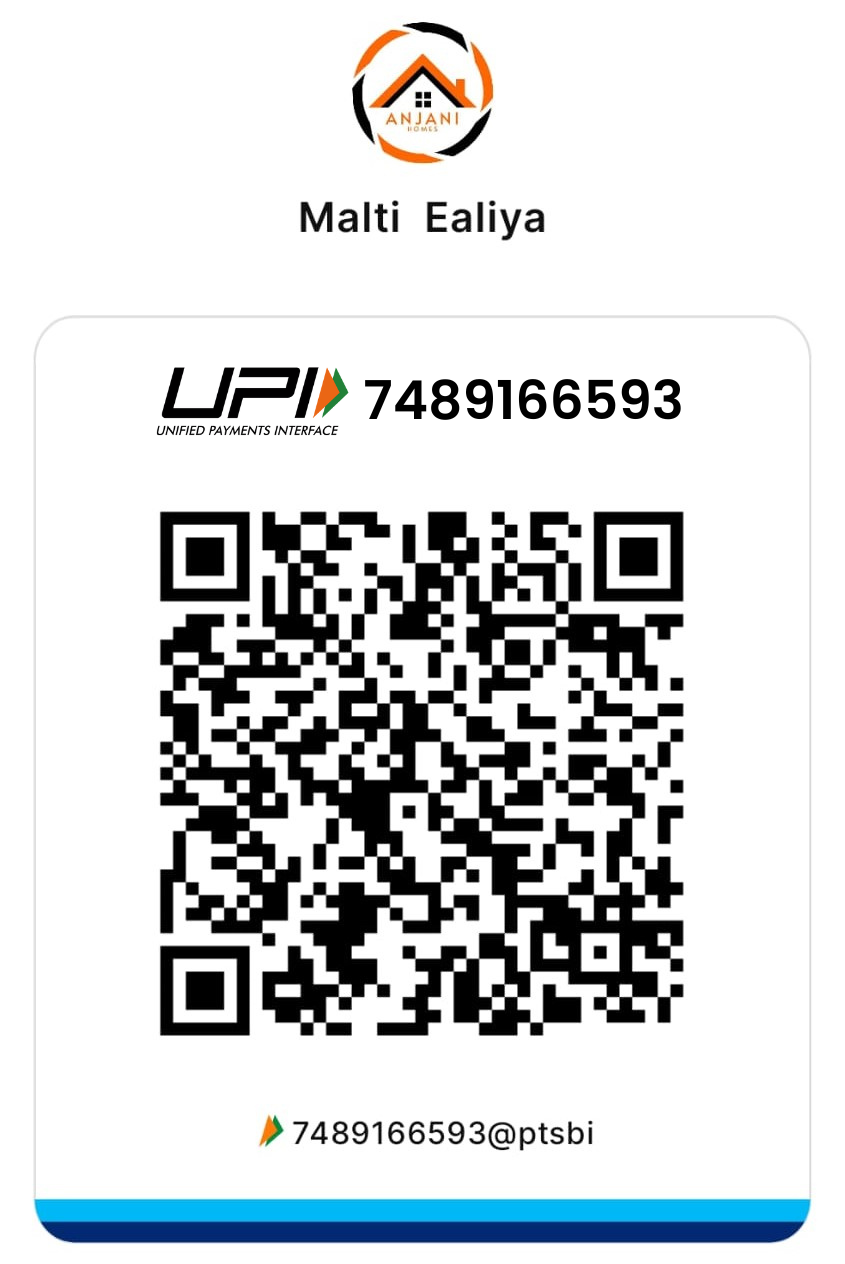 ANJANI
HOMES
Malti Ealiya
UPI 7489166593
UNIFIED PAYMENTS INTERFACE
7489166593@ptsbi